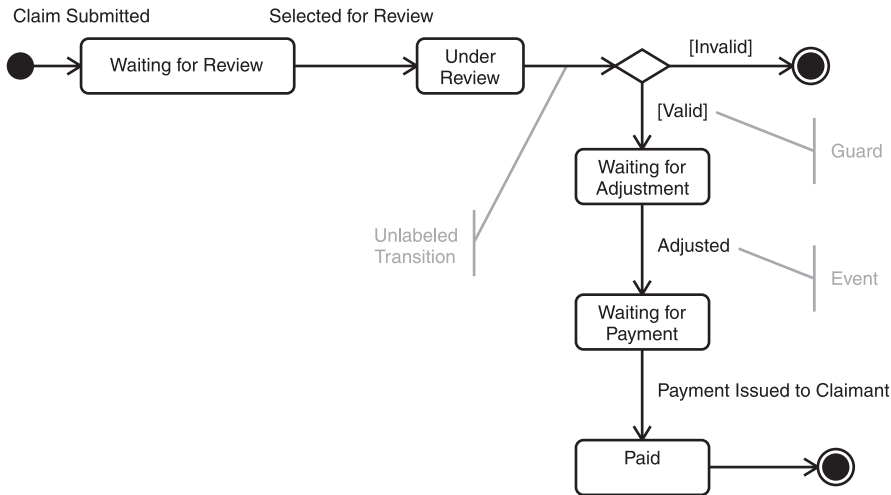 Claim Submitted
Selected for Review
Waiting for Review
Under
Review
[Invalid]
[Valid]
Guard
Waiting for
Adjustment
Unlabeled
Transition
Adjusted
Event
Waiting for
Payment
Payment Issued to Claimant
Paid